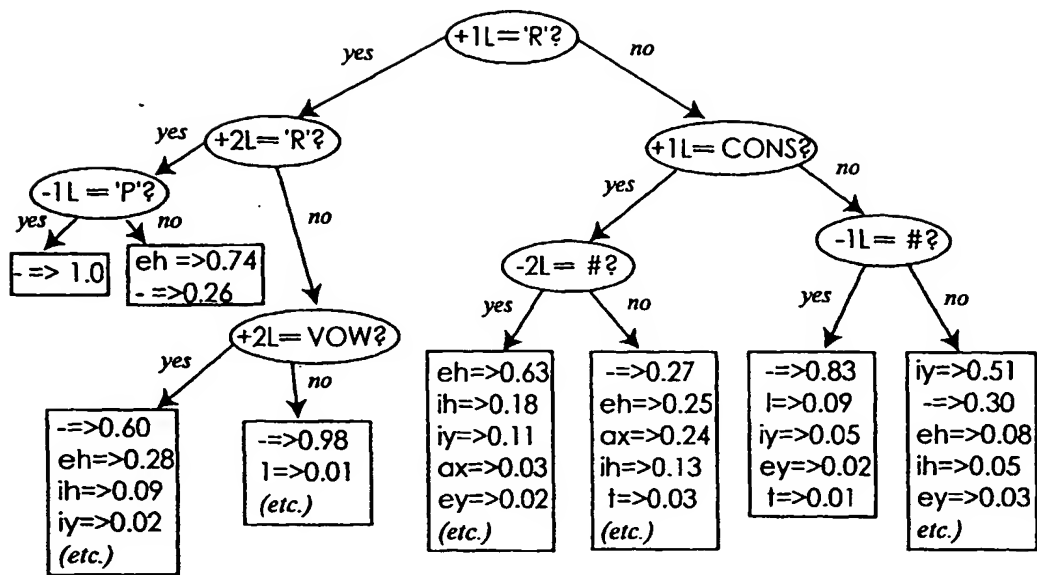 +1L=='R'?
yes
no
+2L=='R'?
+1L== CONS?
yes
yes
no
-1L == 'P'?
no
-1L= #?
yes
no
-2L= #?
- => 1.0
eh =>0.74
- =>0.26
yes
no
yes
no
+2L== VOW?
yes
no
-=>0.60
eh=>0.28
ih=>0.09
iy=>0.02
(etc.)
-=>0.98
1=>0.01
(etc.)
eh=>0.63
ih=>0.18
iy=>0.11
ax=>0.03
ey=>0.02
(etc.)
-=>0.27
eh=>0.25
ax=>0.24
ih=>0.13
t=>0.03
(etc.)
-=>0.83
l=>0.09
iy=>0.05
ey=>0.02
t=>0.01
iy=>0.51
-=>0.30
eh=>0.08
ih=>0.05
ey=>0.03
etc.)